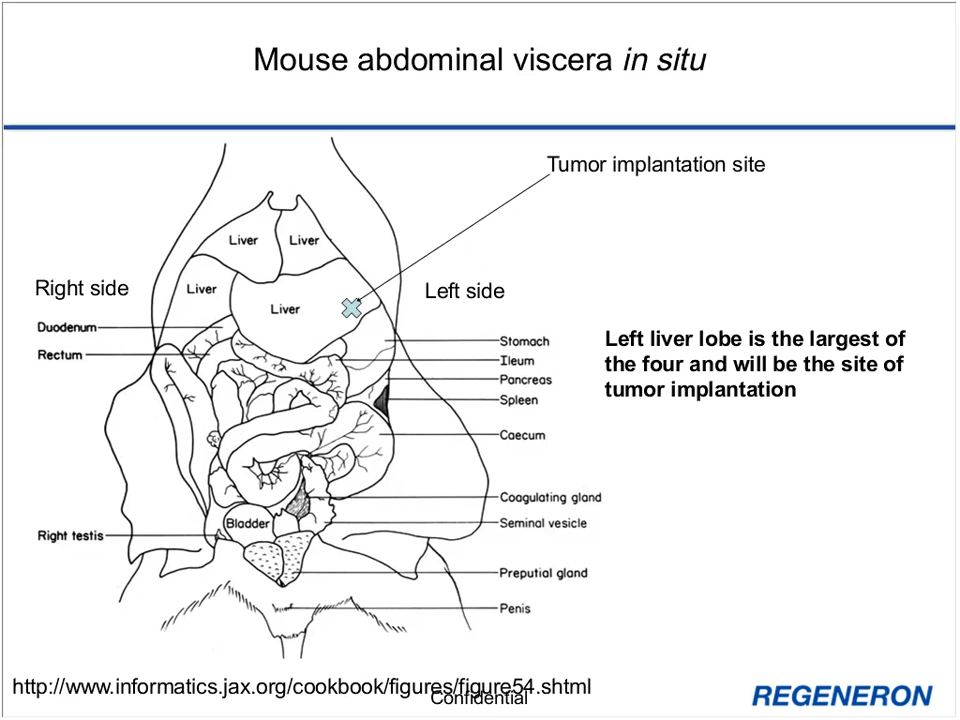 Mouse abdominal viscera in situ
Tumor implantation site
Liver
Liver
Right side
Liver
Liver
Left side
Duodenum
Rectum
Stomach
Ileum
Pancreas
Spleen
Caecum
Left liver lobe is the largest of
the four and will be the site of
tumor implantation
Coagulating gland
Bladder
Seminal vesicle
Right testis
Preputial gland
Penis
http://www.informatics.jax.org/cookbook/figures/figure54.shtml
Confidential
REGENERON